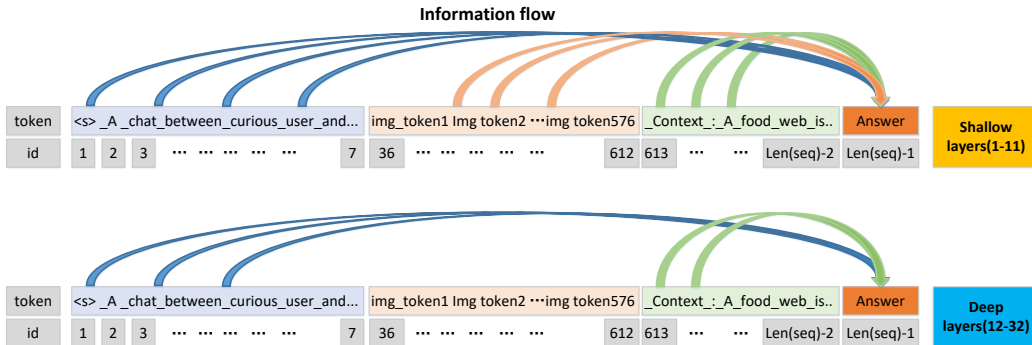 Information flow
token <s> _A _chat_between_curious_user_and... img_token1 Img token2 ···img token576 _Context_:_A_food_web_is.. Answer
id 1 2 3 ... ... ... ... ... 7 36 ... ... ... ... ... 612 613 ... ... Len(seq)-2 Len(seq)-1
Shallow
layers(1-11)
token <s> _A _chat_between_curious_user_and... img_token1 Img token2 ···img token576 _Context_:_A_food_web_is.. Answer
id 1 2 3 ... ... ... ... ... 7 36 ... ... ... ... ... 612 613 ... ... Len(seq)-2 Len(seq)-1
Deep
layers(12-32)